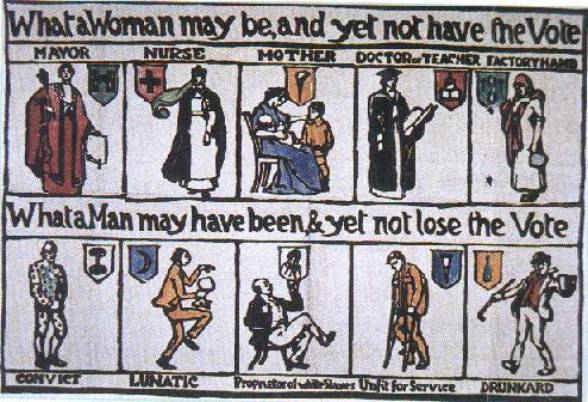 What a Woman may be, and yet not have the Vote
MAYOR NURSE MOTHER DOCTOR or TEACHER FACTORY HAND
What a Man may have been, & yet not lose the Vote
CONVICT LUNATIC Proprietor of white Slaves Unfit for Service DRUNKARD